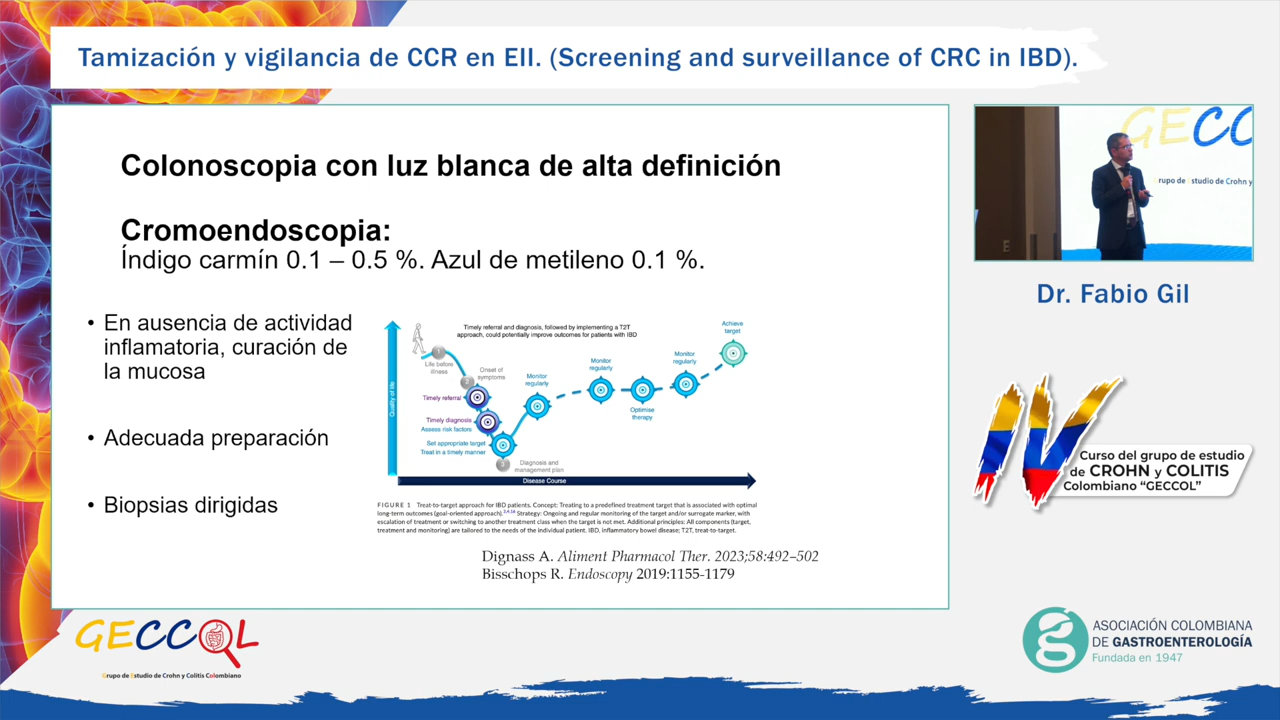 Tamización y vigilancia de CCR en EII. (Screening and surveillance of CRC in IBD).
Colonoscopia con luz blanca de alta definición
Cromoendoscopia:
Índigo carmín 0.1 – 0.5 %. Azul de metileno 0.1 %.
• En ausencia de actividad
inflamatoria, curación de
la mucosa
• Adecuada preparación
• Biopsias dirigidas
Timely referral and diagnosis, followed by implementing a T2T
approach, could potentially improve outcomes for patients with IBD
Quality of life
1
Life before
illness
2
Onset of
symptoms
Timely referral
Timely diagnosis
Assess risk factors
Set appropriate target
Treat in a timely manner
3
Diagnosis and
management plan
Monitor
regularly
Monitor
regularly
Optimise
therapy
Monitor
regularly
Achieve
target
Disease Course
FIGURE 1 Treat-to-target approach for IBD patients. Concept: Treating to a predefined treatment target that is associated with optimal
long-term outcomes (goal-oriented approach). Strategy: Ongoing and regular monitoring of the target and/or surrogate marker, with
escalation of treatment or switching to another treatment class when the target is not met. Additional principles: All components (target,
treatment and monitoring) are tailored to the needs of the individual patient. IBD, inflammatory bowel disease; T2T, treat-to-target.
Dignass A. Aliment Pharmacol Ther. 2023;58:492–502
Bisschops R. Endoscopy 2019:1155-1179
GECC
rupo de Estudio de Crohn y
E
Dr. Fabio Gil
IV
Curso del grupo de estudio
de CROHN y COLITIS
Colombiano “GECCOL”
GECCOL
Grupo de Estudio de Crohn y Colitis Colombiano
ASOCIACIÓN COLOMBIANA
DE GASTROENTEROLOGÍA
Fundada en 1947